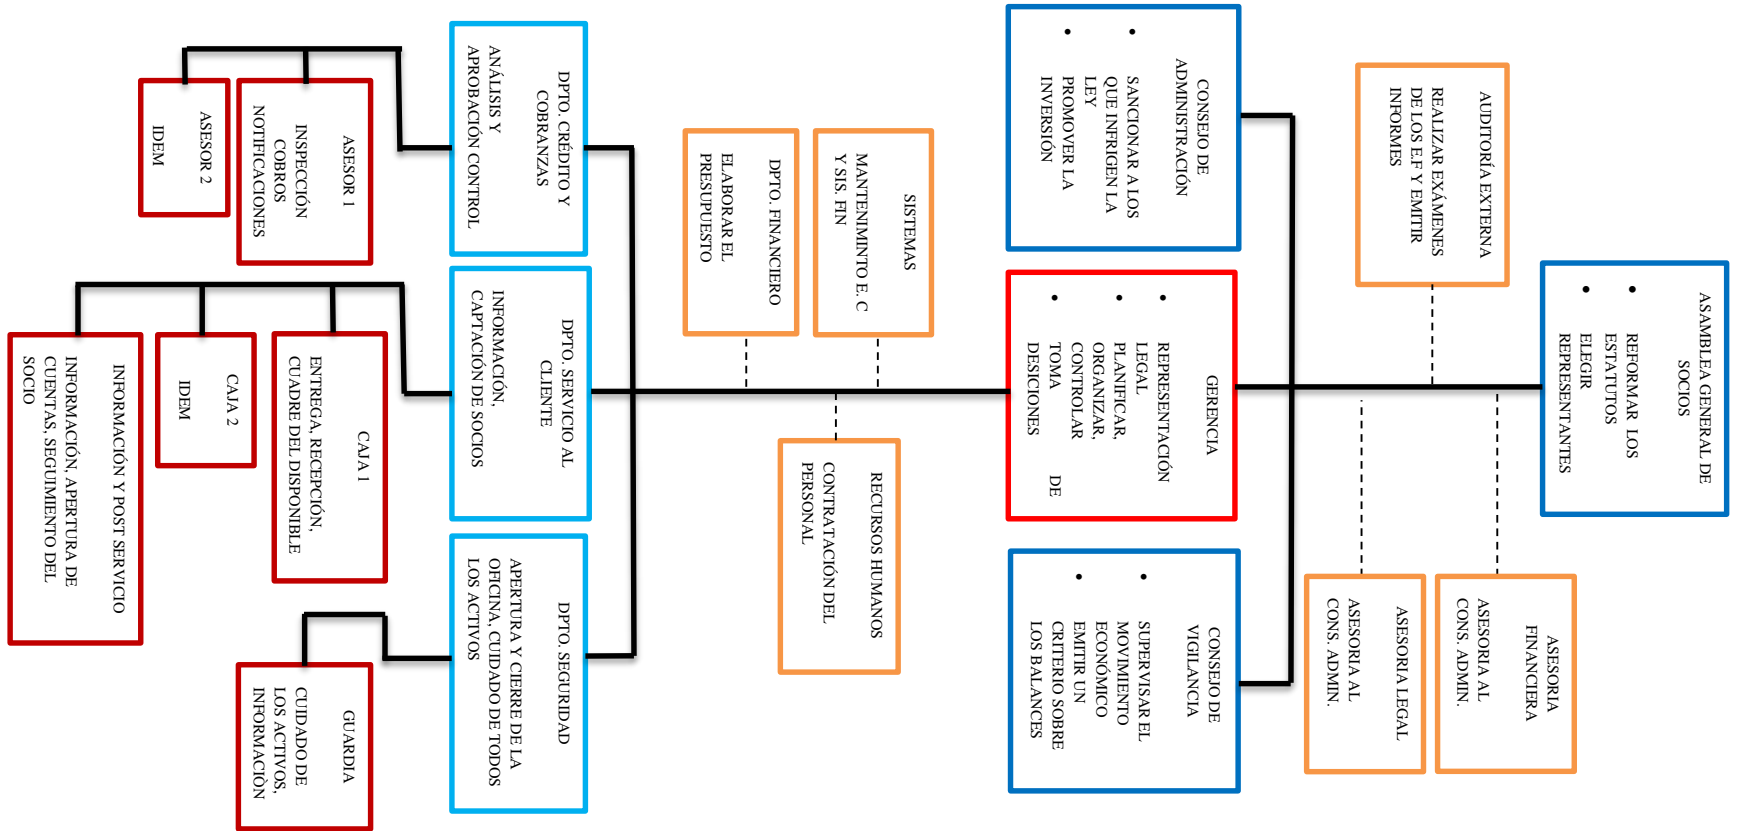 ASAMBLEA GENERAL DE
SOCIOS
• REFORMAR LOS
ESTATUTOS
• ELEGIR
REPRESENTANTES
AUDITORÍA EXTERNA
REALIZAR EXÁMENES
DE LOS E.F Y EMITIR
INFORMES
ASESORIA
FINANCIERA
ASESORIA AL
CONS. ADMIN.
ASESORIA LEGAL
ASESORIA AL
CONS. ADMIN.
CONSEJO DE
ADMINISTRACIÓN
• SANCIONAR A LOS
QUE INFRIGEN LA
LEY
• PROMOVER LA
INVERSIÓN
GERENCIA
• REPRESENTACIÓN
LEGAL
• PLANIFICAR,
ORGANIZAR,
CONTROLAR
• TOMA DE
DESICIONES
CONSEJO DE
VIGILANCIA
• SUPERVISAR EL
MOVIMIENTO
ECONÓMICO
• EMITIR UN
CRITERIO SOBRE
LOS BALANCES
SISTEMAS
MANTENIMINTO E. C
Y SIS. FIN
RECURSOS HUMANOS
CONTRATACIÓN DEL
PERSONAL
DPTO. FINANCIERO
ELABORAR EL
PRESUPUESTO
DPTO. CRÉDITO Y
COBRANZAS
ANÁLISIS Y
APROBACIÓN CONTROL
DPTO. SERVICIO AL
CLIENTE
INFORMACIÓN,
CAPTACIÓN DE SOCIOS
DPTO. SEGURIDAD
APERTURA Y CIERRE DE LA
OFICINA, CUIDADO DE TODOS
LOS ACTIVOS
ASESOR 1
INSPECCIÓN
COBROS
NOTIFICACIONES
ASESOR 2
IDEM
CAJA 1
ENTREGA, RECEPCIÓN,
CUADRE DEL DISPONIBLE
CAJA 2
IDEM
INFORMACIÓN Y POST SERVICIO
INFORMACIÓN, APERTURA DE
CUENTAS, SEGUIMIENTO DEL
SOCIO
GUARDIA
CUIDADO DE
LOS ACTIVOS,
INFORMACIÒN